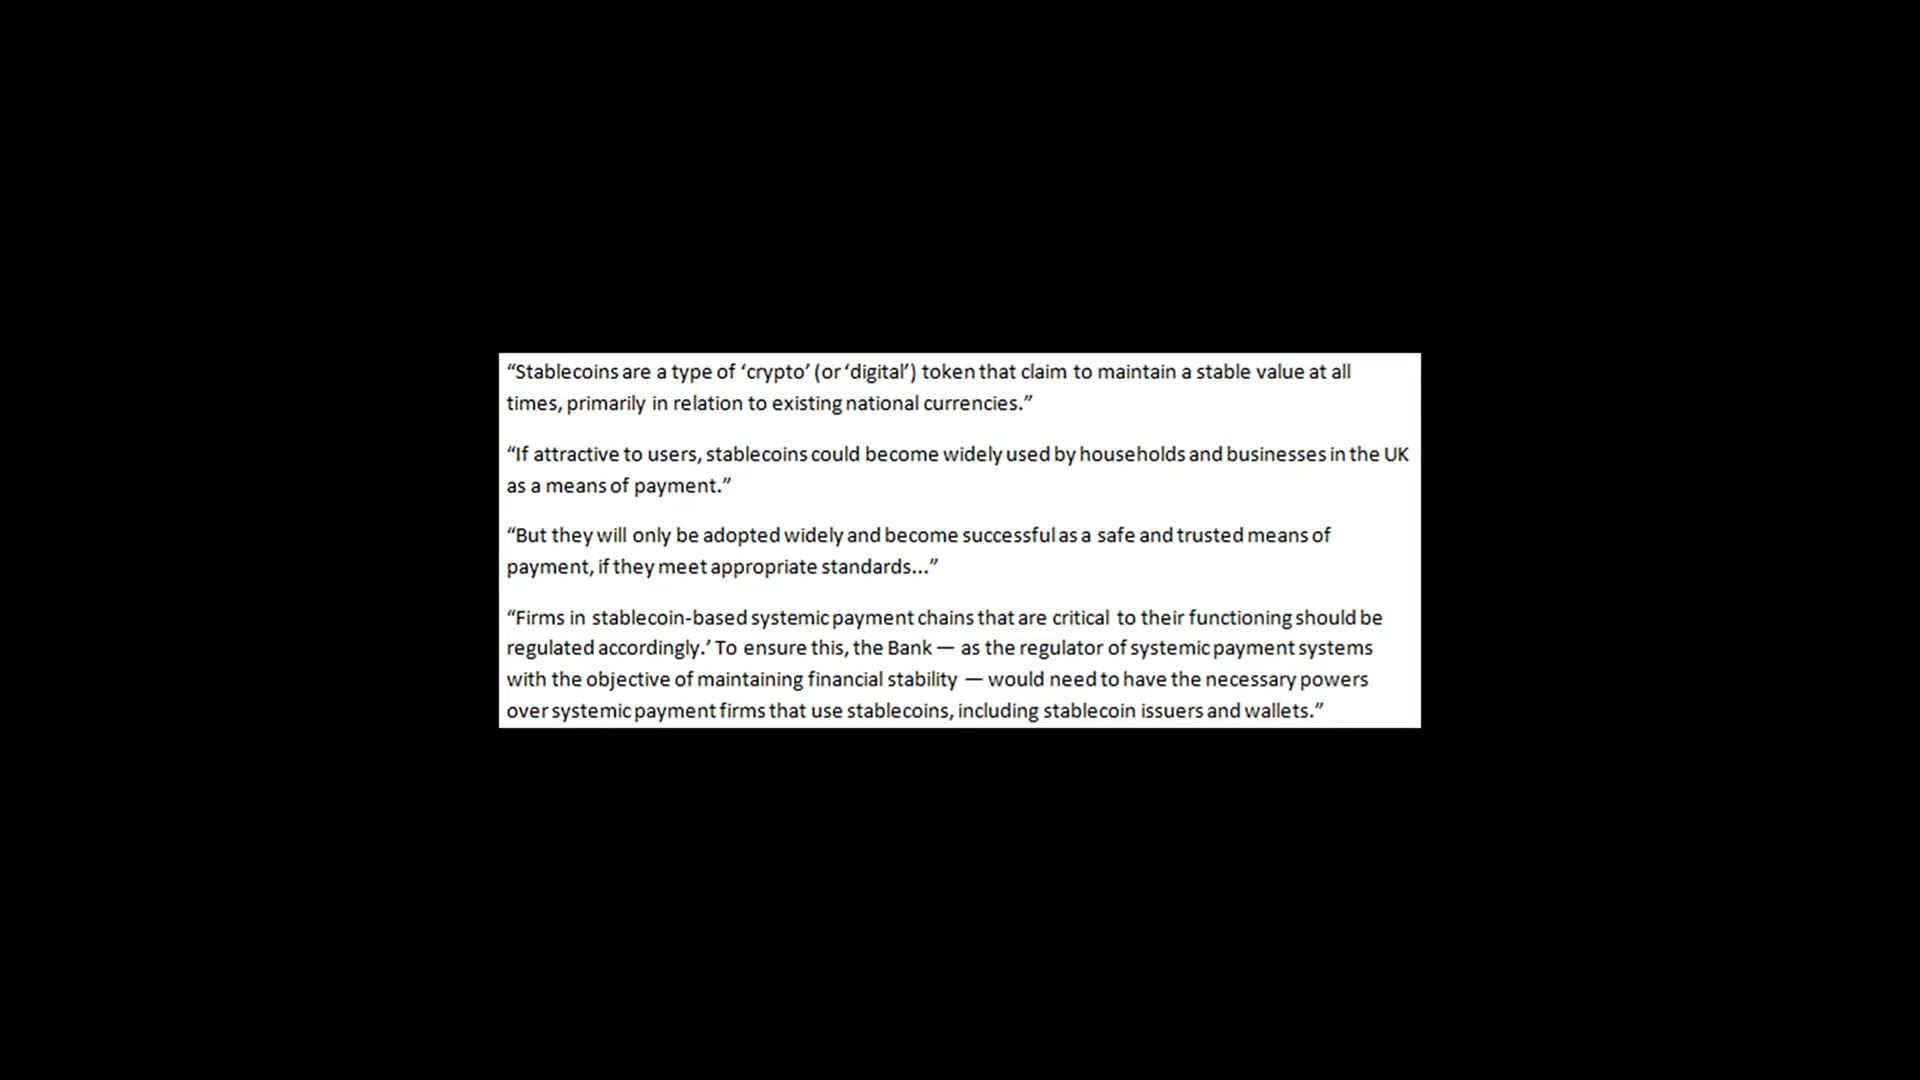 “Stablecoins are a type of ‘crypto’ (or ‘digital’) token that claim to maintain a stable value at all
times, primarily in relation to existing national currencies.”
“If attractive to users, stablecoins could become widely used by households and businesses in the UK
as a means of payment.”
“But they will only be adopted widely and become successful as a safe and trusted means of
payment, if they meet appropriate standards...”
“Firms in stablecoin-based systemic payment chains that are critical to their functioning should be
regulated accordingly.’ To ensure this, the Bank — as the regulator of systemic payment systems
with the objective of maintaining financial stability — would need to have the necessary powers
over systemic payment firms that use stablecoins, including stablecoin issuers and wallets.”